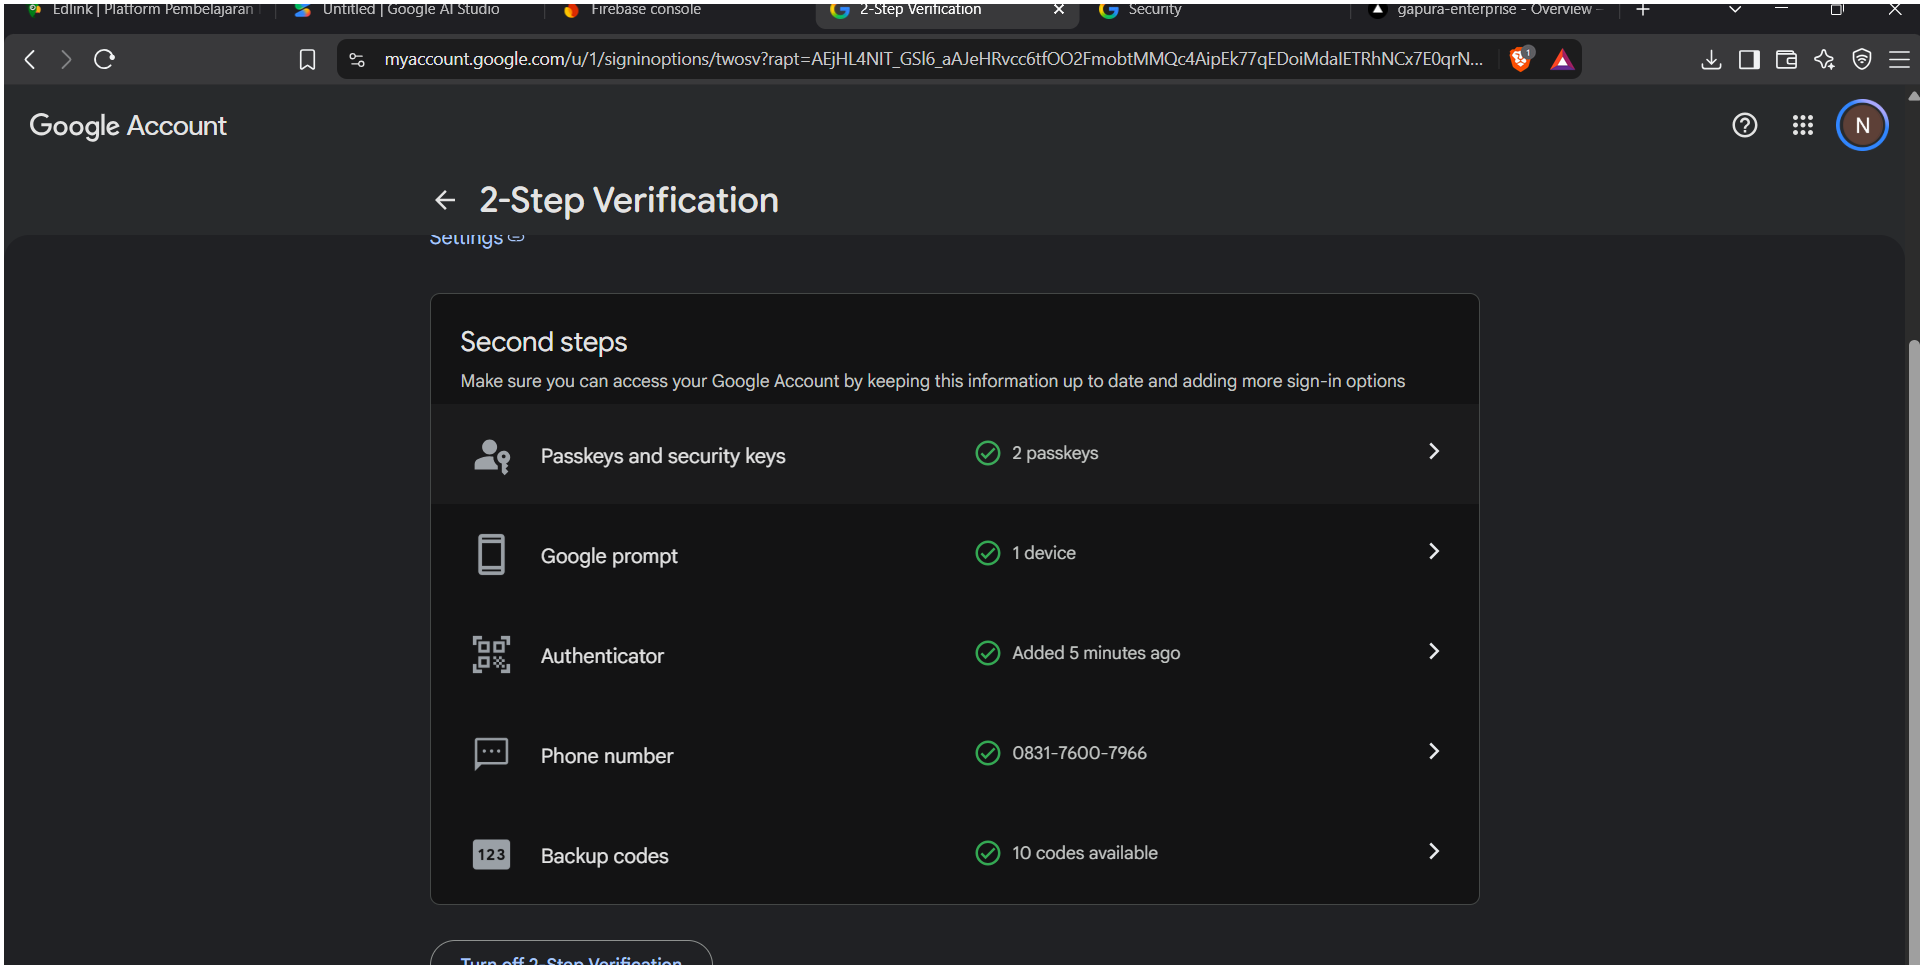 Edlink | Platform Pembelajaran
Untitled | Google AI Studio
Firebase console
2-Step Verification
Security
gapura-enterprise - Overview -
myaccount.google.com/u/1/signinoptions/twosv?rapt=AEjHL4NIT_GSl6_aAJeHRvcc6tfOO2FmobtMMQc4AipEk77qEDoiMdaIETRhNCx7E0qrN...
1
Google Account
N
2-Step Verification
Settings
Second steps
Make sure you can access your Google Account by keeping this information up to date and adding more sign-in options
Passkeys and security keys
2 passkeys
Google prompt
1 device
Authenticator
Added 5 minutes ago
Phone number
0831-7600-7966
123
Backup codes
10 codes available
Turn off 2-Step Verification